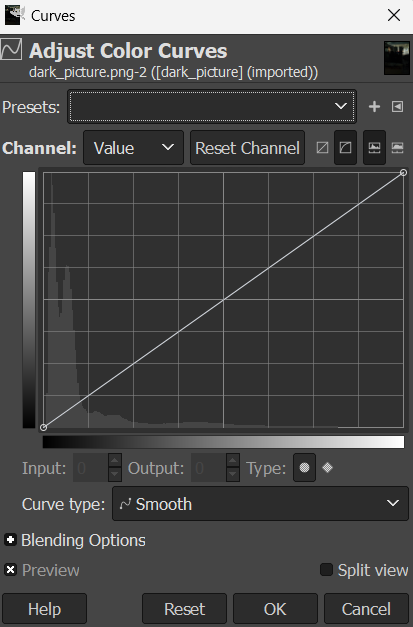 Curves
Adjust Color Curves
dark_picture.png-2 ([dark_picture] (imported))
Presets:
Channel: Value Reset Channel
Input: 0 Output: 0 Type:
Curve type: Smooth
Blending Options
Preview Split view
Help Reset OK Cancel